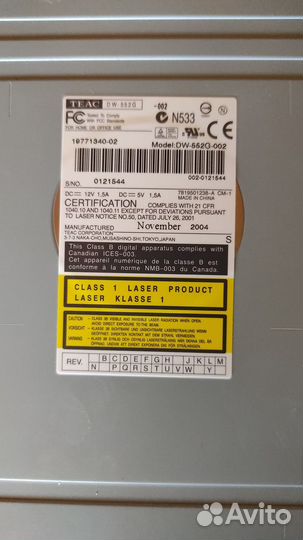 TEAC DW-552G -002
FC Tested To Comply With FCC Standards
FOR HOME OR OFFICE USE
N533
19771340-02 Model:DW-552G-002
002-0121544
S/NO. 0121544
DC ⎓ 12V 1.5A DC ⎓ 5V 1.5A 7819501238-A CM-1
MADE IN CHINA
CERTIFICATION COMPLIES WITH 21 CFR
1040.10 AND 1040.11 EXCEPT FOR DEVIATIONS PURSUANT
TO LASER NOTICE NO.50, DATED JULY 26, 2001
MANUFACTURED November 2004
TEAC CORPORATION
3-7-3 NAKA-CHO,MUSASHINO-SHI,TOKYO,JAPAN
S
This Class B digital apparatus complies with
Canadian ICES-003.
Cet appareil numérique de la classe B est
conforme à la norme NMB-003 du Canada.
CLASS 1 LASER PRODUCT
LASER KLASSE 1
REV. A B C D E F G H J K L M
N P Q R S T U V W Y
Avito